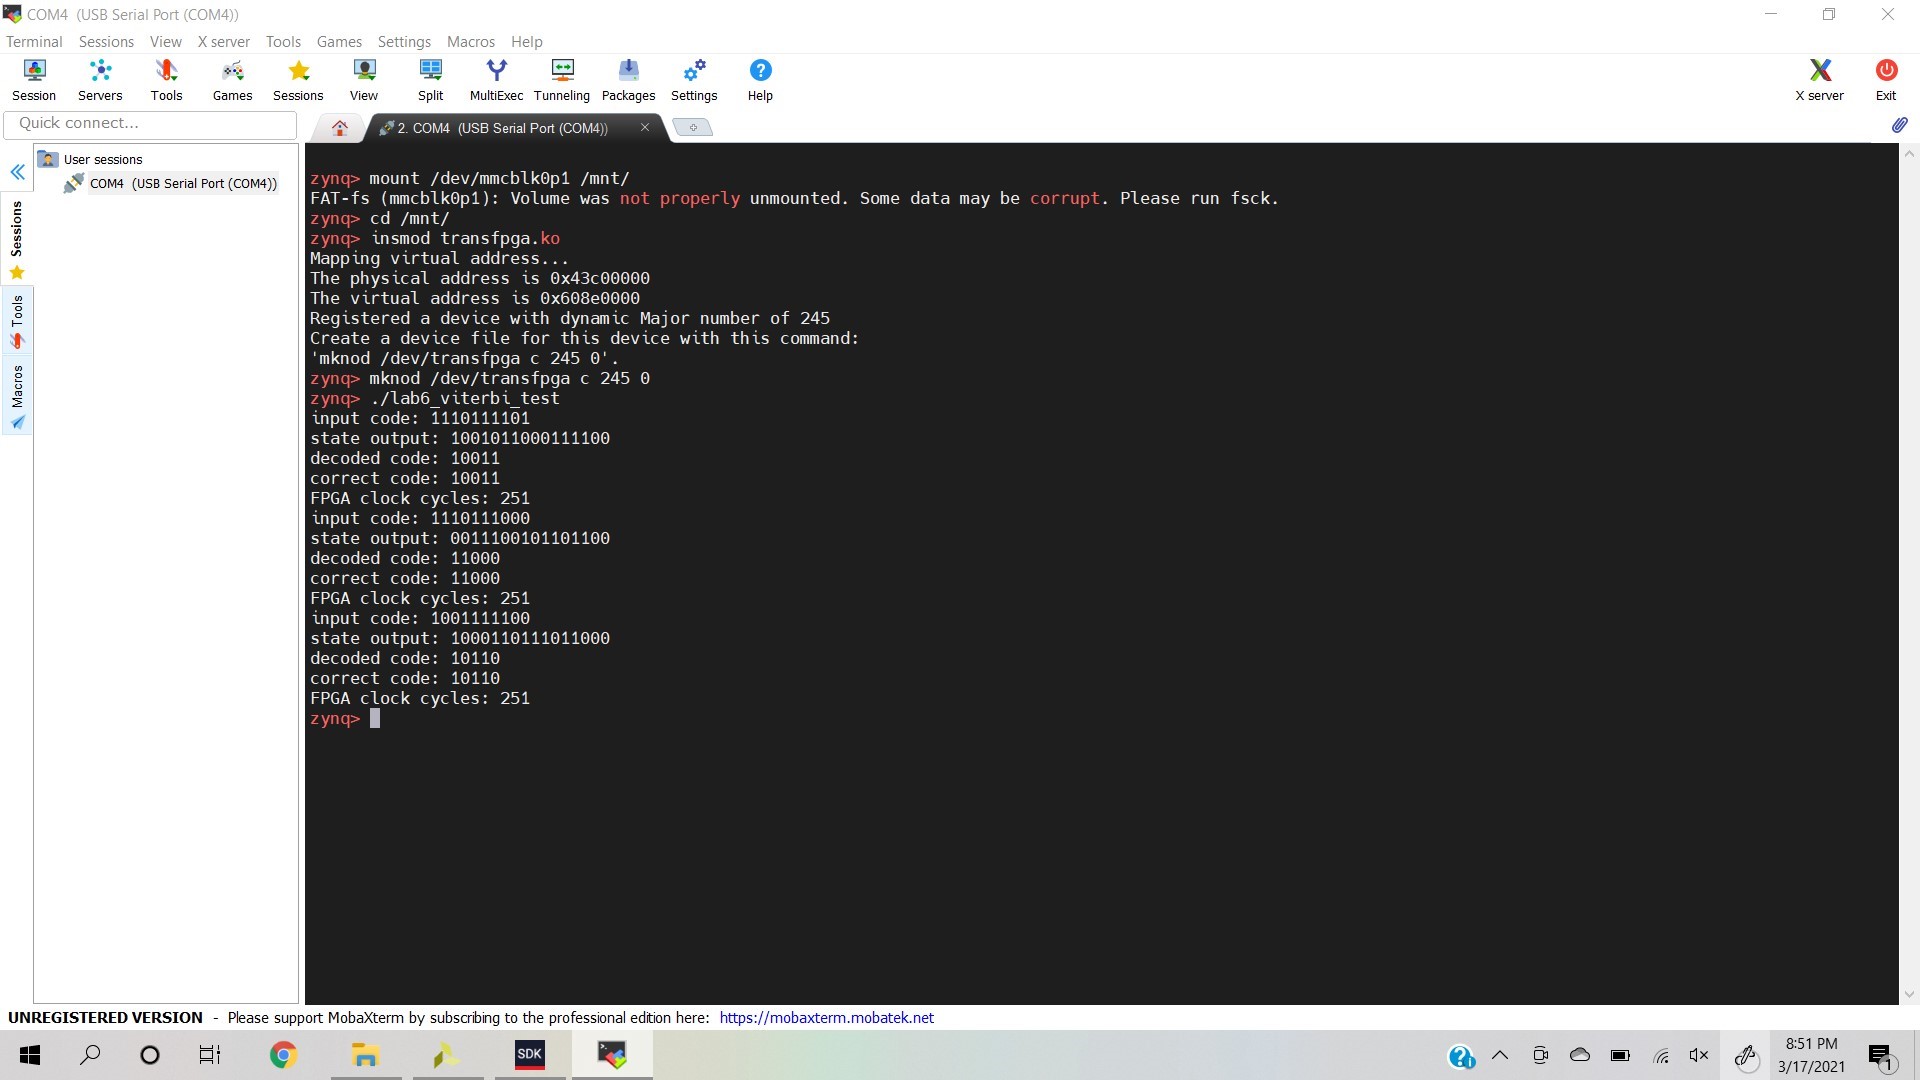 COM4 (USB Serial Port (COM4))
Terminal Sessions View X server Tools Games Settings Macros Help
Session Servers Tools Games Sessions View Split MultiExec Tunneling Packages Settings Help X server Exit
Quick connect...
2. COM4 (USB Serial Port (COM4))
User sessions
COM4 (USB Serial Port (COM4))
Sessions
Tools
Macros
zynq> mount /dev/mmcblk0p1 /mnt/
FAT-fs (mmcblk0p1): Volume was not properly unmounted. Some data may be corrupt. Please run fsck.
zynq> cd /mnt/
zynq> insmod transfpga.ko
Mapping virtual address...
The physical address is 0x43c00000
The virtual address is 0x608e0000
Registered a device with dynamic Major number of 245
Create a device file for this device with this command:
'mknod /dev/transfpga c 245 0'.
zynq> mknod /dev/transfpga c 245 0
zynq> ./lab6_viterbi_test
input code: 1110111101
state output: 1001011000111100
decoded code: 10011
correct code: 10011
FPGA clock cycles: 251
input code: 1110111000
state output: 0011100101101100
decoded code: 11000
correct code: 11000
FPGA clock cycles: 251
input code: 1001111100
state output: 1000110111011000
decoded code: 10110
correct code: 10110
FPGA clock cycles: 251
zynq>
UNREGISTERED VERSION - Please support MobaXterm by subscribing to the professional edition here: https://mobaxterm.mobatek.net
SDK
8:51 PM
3/17/2021
1